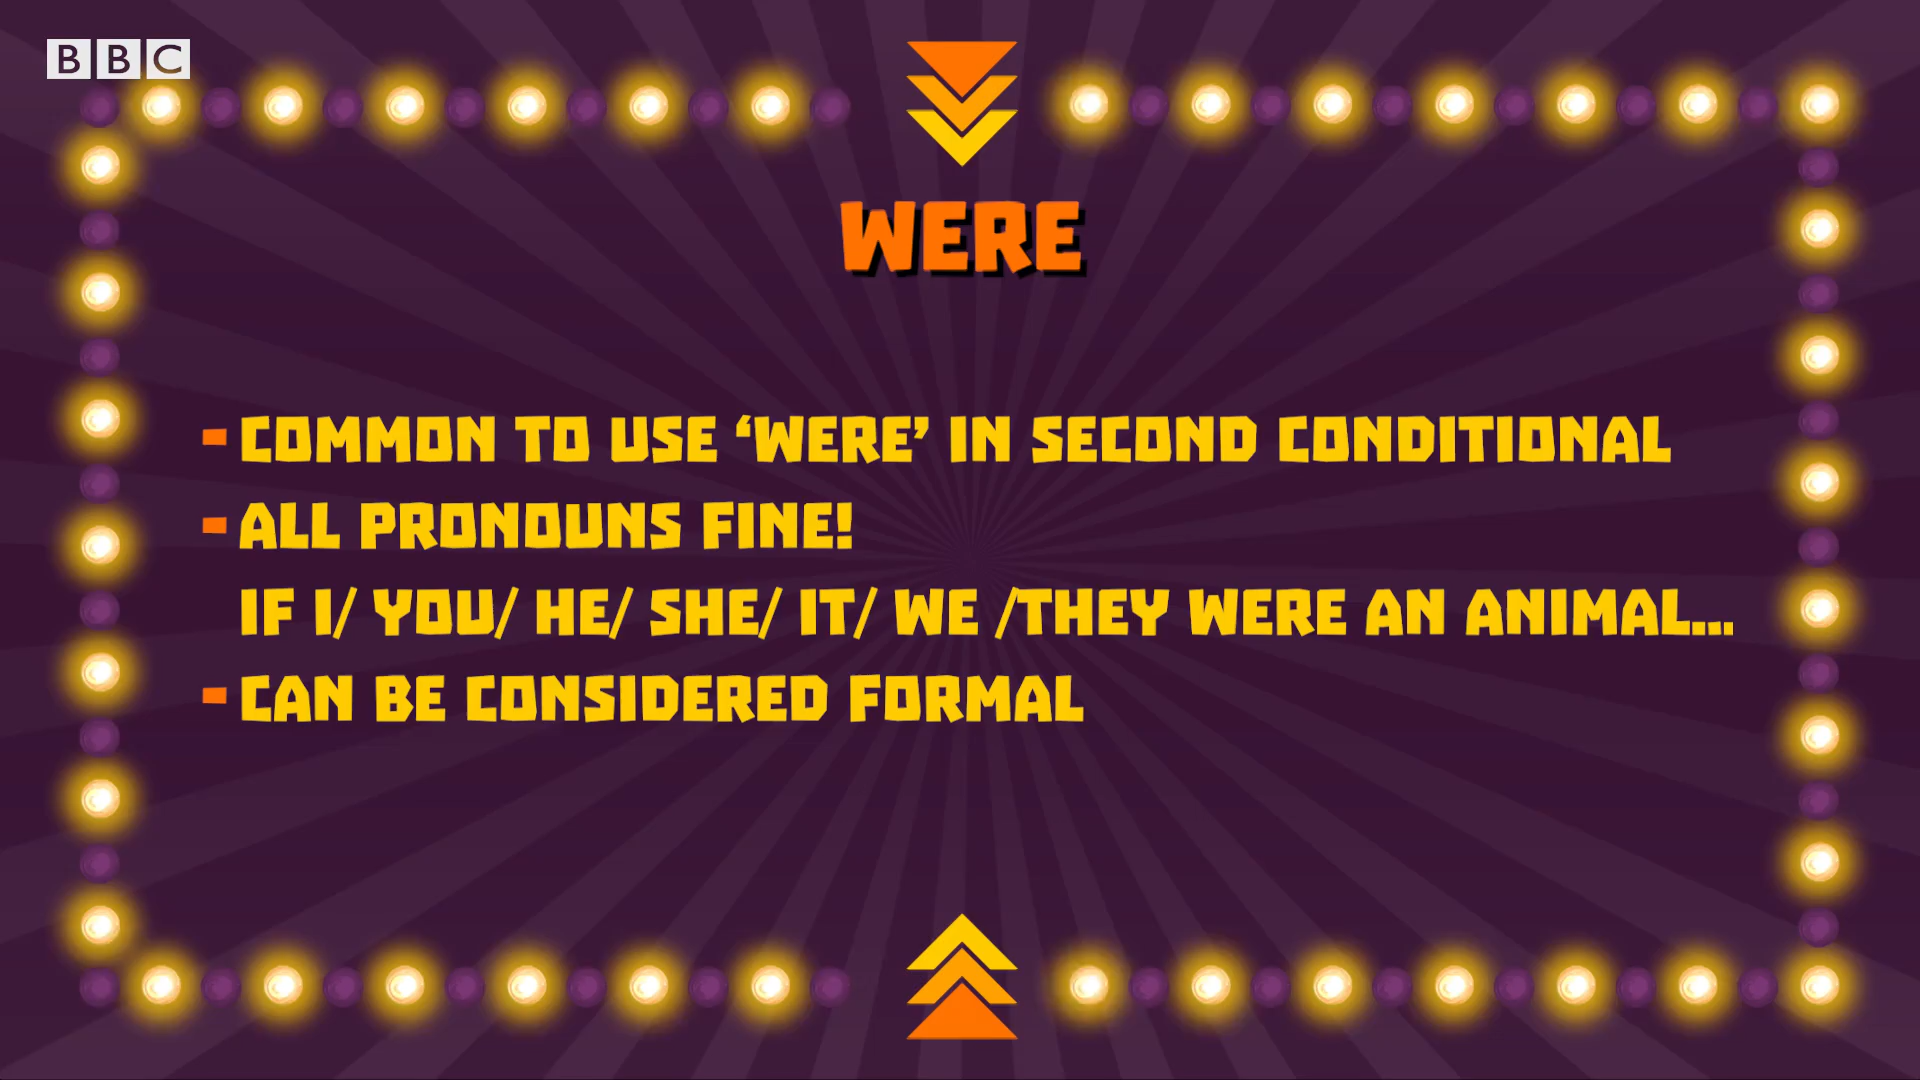 BBC
WERE
- COMMON TO USE ‘WERE’ IN SECOND CONDITIONAL
- ALL PRONOUNS FINE!
IF I/ YOU/ HE/ SHE/ IT/ WE /THEY WERE AN ANIMAL...
- CAN BE CONSIDERED FORMAL